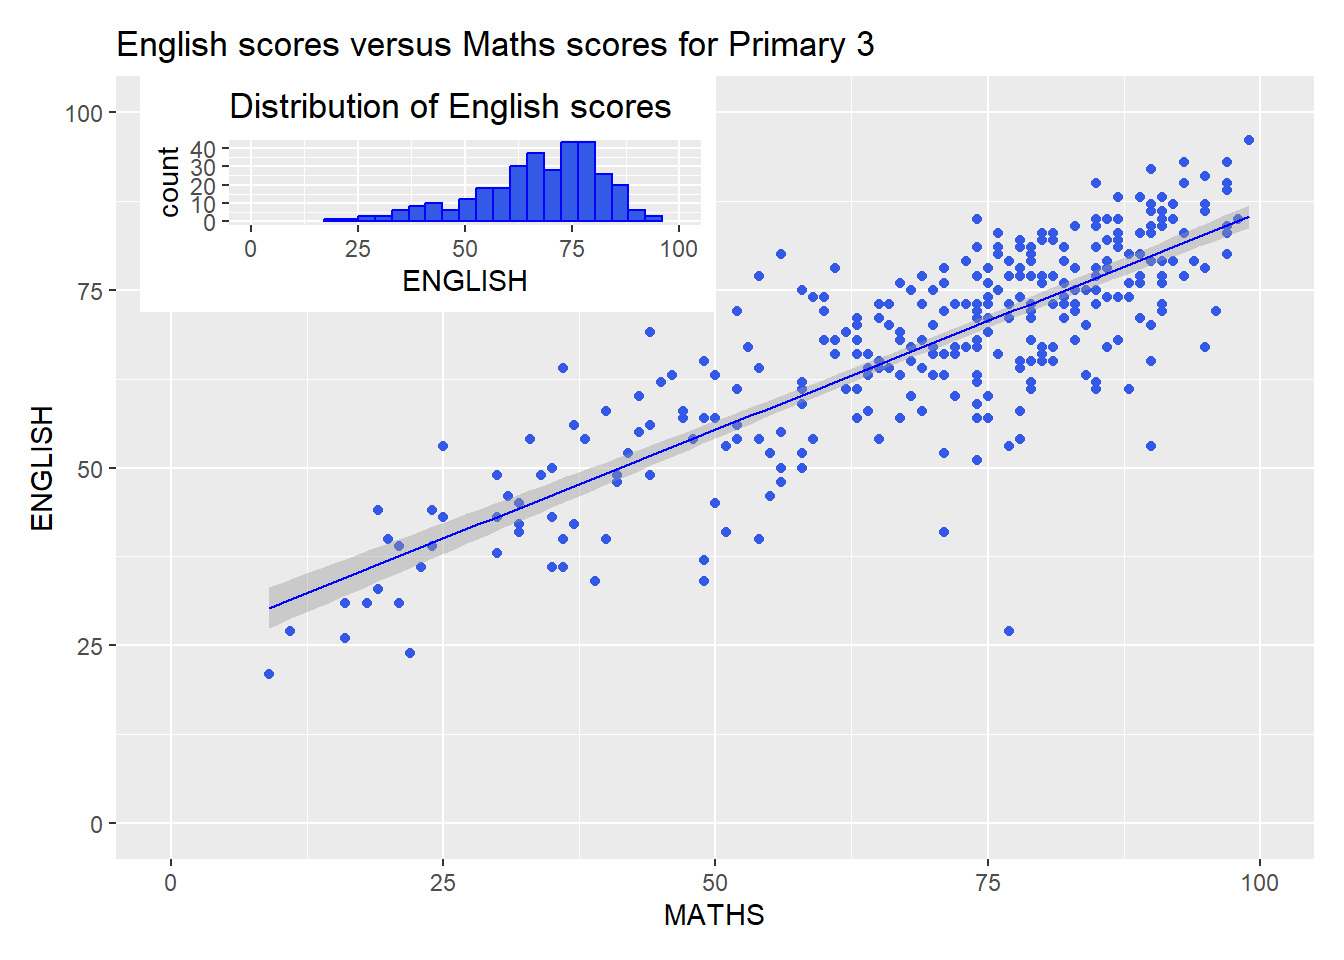 English scores versus Maths scores for Primary 3
Distribution of English scores
count
40
30
20
10
0
0 25 50 75 100
ENGLISH
ENGLISH
100
75
50
25
0
0 25 50 75 100
MATHS